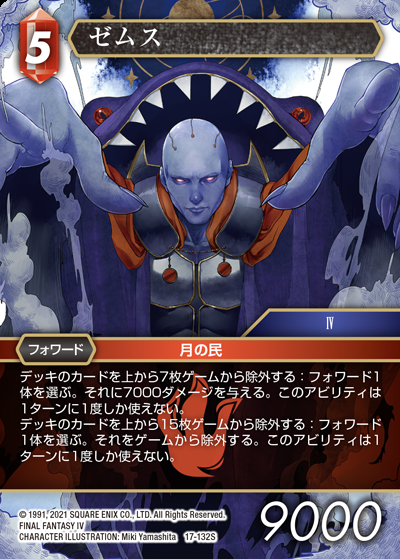 5
ゼムス
IV
フォワード
月の民
デッキのカードを上から7枚ゲームから除外する：フォワード1
体を選ぶ。それに7000ダメージを与える。このアビリティは
1ターンに1度しか使えない。
デッキのカードを上から15枚ゲームから除外する：フォワード
1体を選ぶ。それをゲームから除外する。このアビリティは1
ターンに1度しか使えない。
© 1991, 2021 SQUARE ENIX CO., LTD. All Rights Reserved.
FINAL FANTASY IV
CHARACTER ILLUSTRATION: Miki Yamashita 17-132S
9000